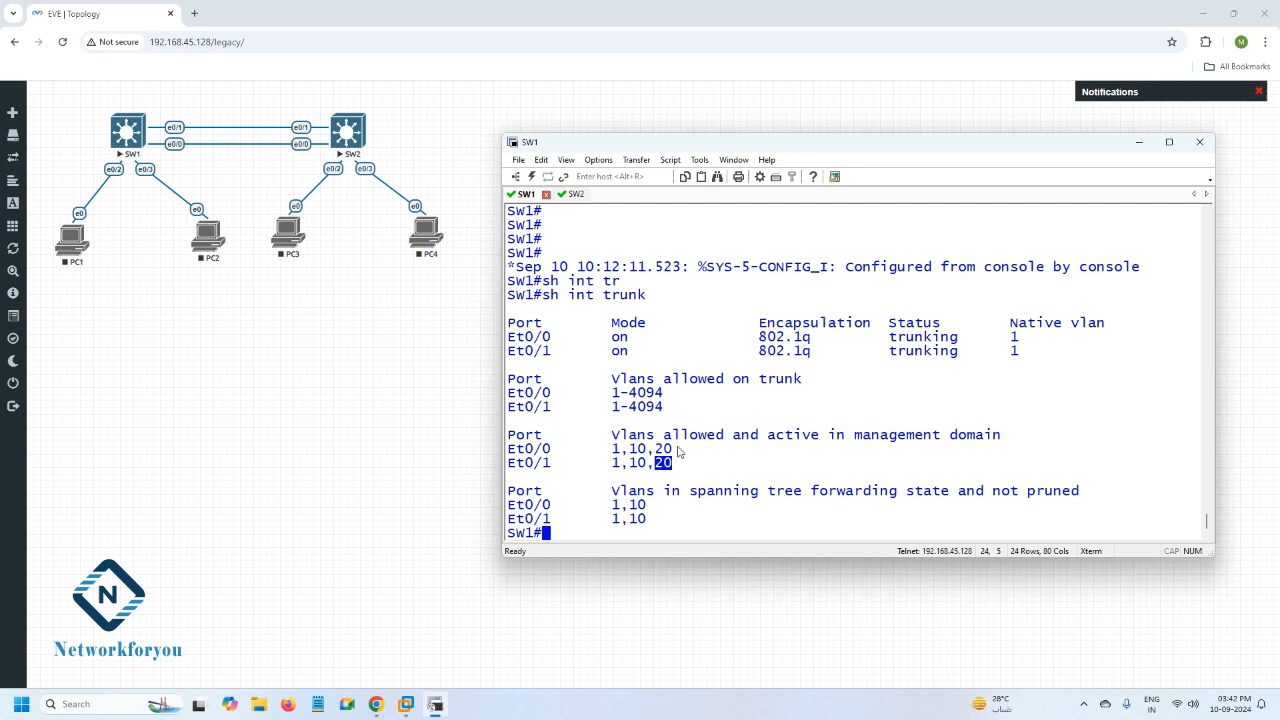 EVE | Topology
Not secure 192.168.45.128/legacy/
M
All Bookmarks
Notifications
e0/1 e0/1
e0/0 e0/0
SW1 SW2
e0/2 e0/3 e0/2 e0/3
e0 e0 e0 e0
PC1 PC2 PC3 PC4
SW1
File Edit View Options Transfer Script Tools Window Help
Enter host <Alt+R>
SW1 SW2
SW1#
SW1#
SW1#
SW1#
*Sep 10 10:12:11.523: %SYS-5-CONFIG_I: Configured from console by console
SW1#sh int tr
SW1#sh int trunk
Port Mode Encapsulation Status Native vlan
Et0/0 on 802.1q trunking 1
Et0/1 on 802.1q trunking 1
Port Vlans allowed on trunk
Et0/0 1-4094
Et0/1 1-4094
Port Vlans allowed and active in management domain
Et0/0 1,10,20
Et0/1 1,10,20
Port Vlans in spanning tree forwarding state and not pruned
Et0/0 1,10
Et0/1 1,10
SW1#
Ready Telnet: 192.168.45.128 24, 5 24 Rows, 80 Cols Xterm CAP NUM
N
Networkforyou
Search
28°C
ضباب
ENG
IN
03:42 PM
10-09-2024